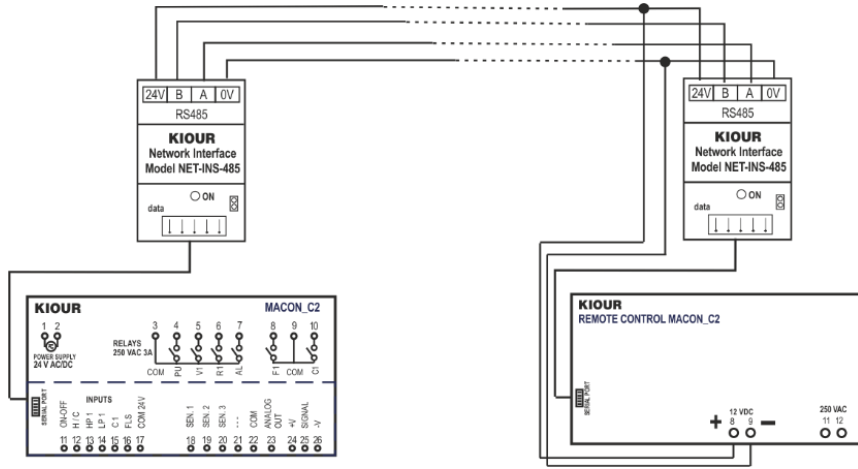 24V B A 0V
RS485
KIOUR
Network Interface
Model NET-INS-485
ON
data
24V B A 0V
RS485
KIOUR
Network Interface
Model NET-INS-485
ON
data
KIOUR MACON_C2
1 2 3 4 5 6 7 8 9 10
POWER SUPPLY
24 V AC/DC
RELAYS
250 VAC 3A
COM PU V1 R1 AL F1 COM C1
SERIAL PORT
INPUTS
ON-OFF H / C HP 1 LP 1 C 1 FLS COM 24V SEN. 1 SEN. 2 SEN. 3 - - - COM ANALOG OUT +V SIGNAL -V
11 12 13 14 15 16 17 18 19 20 21 22 23 24 25 26
KIOUR
REMOTE CONTROL MACON_C2
SERIAL PORT
12 VDC 250 VAC
+ 8 9 - 11 12